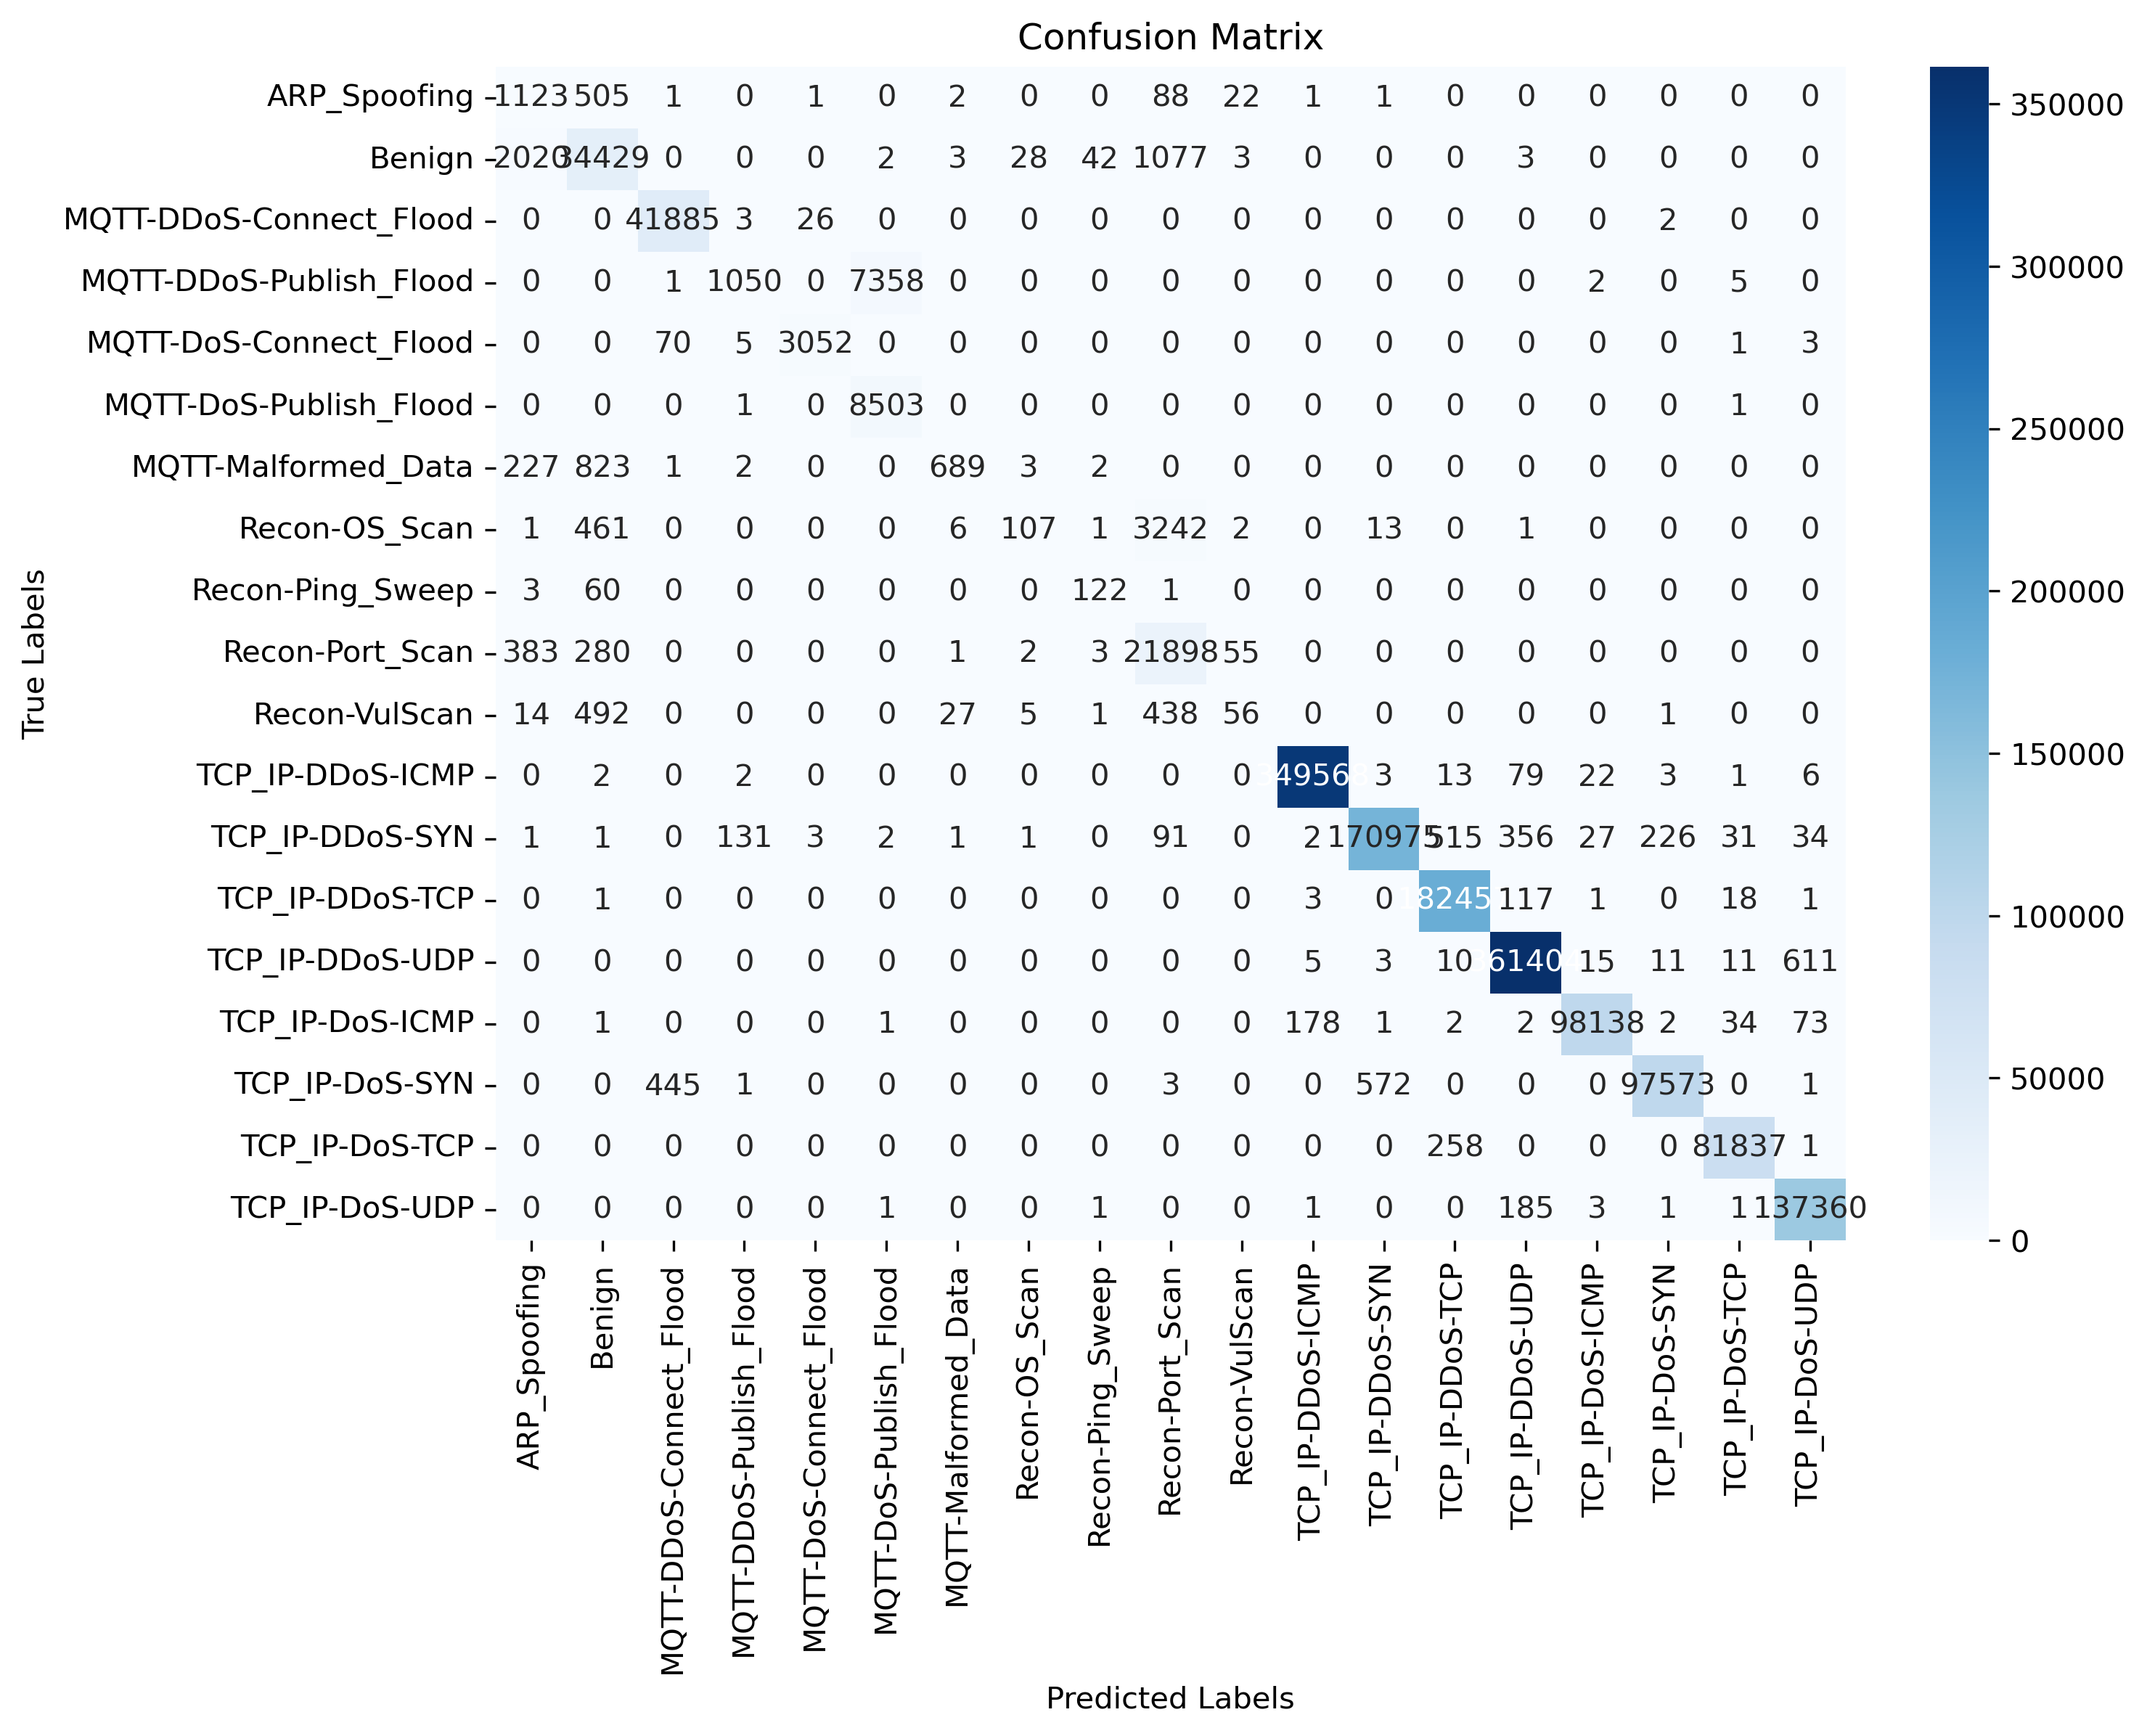 Confusion Matrix
ARP_Spoofing 1123 505 1 0 1 0 2 0 0 88 22 1 1 0 0 0 0 0 0
Benign 2020 34429 0 0 0 2 3 28 42 1077 3 0 0 0 3 0 0 0 0
MQTT-DDoS-Connect_Flood 0 0 41885 3 26 0 0 0 0 0 0 0 0 0 0 0 2 0 0
MQTT-DDoS-Publish_Flood 0 0 1 1050 0 7358 0 0 0 0 0 0 0 0 0 2 0 5 0
MQTT-DoS-Connect_Flood 0 0 70 5 3052 0 0 0 0 0 0 0 0 0 0 0 0 1 3
MQTT-DoS-Publish_Flood 0 0 0 1 0 8503 0 0 0 0 0 0 0 0 0 0 0 1 0
MQTT-Malformed_Data 227 823 1 2 0 0 689 3 2 0 0 0 0 0 0 0 0 0 0
Recon-OS_Scan 1 461 0 0 0 0 6 107 1 3242 2 0 13 0 1 0 0 0 0
Recon-Ping_Sweep 3 60 0 0 0 0 0 0 122 1 0 0 0 0 0 0 0 0 0
Recon-Port_Scan 383 280 0 0 0 0 1 2 3 21898 55 0 0 0 0 0 0 0 0
Recon-VulScan 14 492 0 0 0 0 27 5 1 438 56 0 0 0 0 0 1 0 0
TCP_IP-DDoS-ICMP 0 2 0 2 0 0 0 0 0 0 0 3 13 79 22 3 1 6
TCP_IP-DDoS-SYN 1 1 0 131 3 2 1 1 0 91 0 2 170975 515 356 27 226 31 34
TCP_IP-DDoS-TCP 0 1 0 0 0 0 0 0 0 0 0 3 0 117 1 0 18 1
TCP_IP-DDoS-UDP 0 0 0 0 0 0 0 0 0 0 0 5 3 10 15 11 11 611
TCP_IP-DoS-ICMP 0 1 0 0 0 1 0 0 0 0 0 178 1 2 2 98138 2 34 73
TCP_IP-DoS-SYN 0 0 445 1 0 0 0 0 0 3 0 0 572 0 0 0 97573 0 1
TCP_IP-DoS-TCP 0 0 0 0 0 0 0 0 0 0 0 0 0 258 0 0 0 81837 1
TCP_IP-DoS-UDP 0 0 0 0 0 1 0 0 1 0 0 1 0 0 185 3 1 1 137360
True Labels
ARP_Spoofing
Benign
MQTT-DDoS-Connect_Flood
MQTT-DDoS-Publish_Flood
MQTT-DoS-Connect_Flood
MQTT-DoS-Publish_Flood
MQTT-Malformed_Data
Recon-OS_Scan
Recon-Ping_Sweep
Recon-Port_Scan
Recon-VulScan
TCP_IP-DDoS-ICMP
TCP_IP-DDoS-SYN
TCP_IP-DDoS-TCP
TCP_IP-DDoS-UDP
TCP_IP-DoS-ICMP
TCP_IP-DoS-SYN
TCP_IP-DoS-TCP
TCP_IP-DoS-UDP
Predicted Labels
350000
300000
250000
200000
150000
100000
50000
0